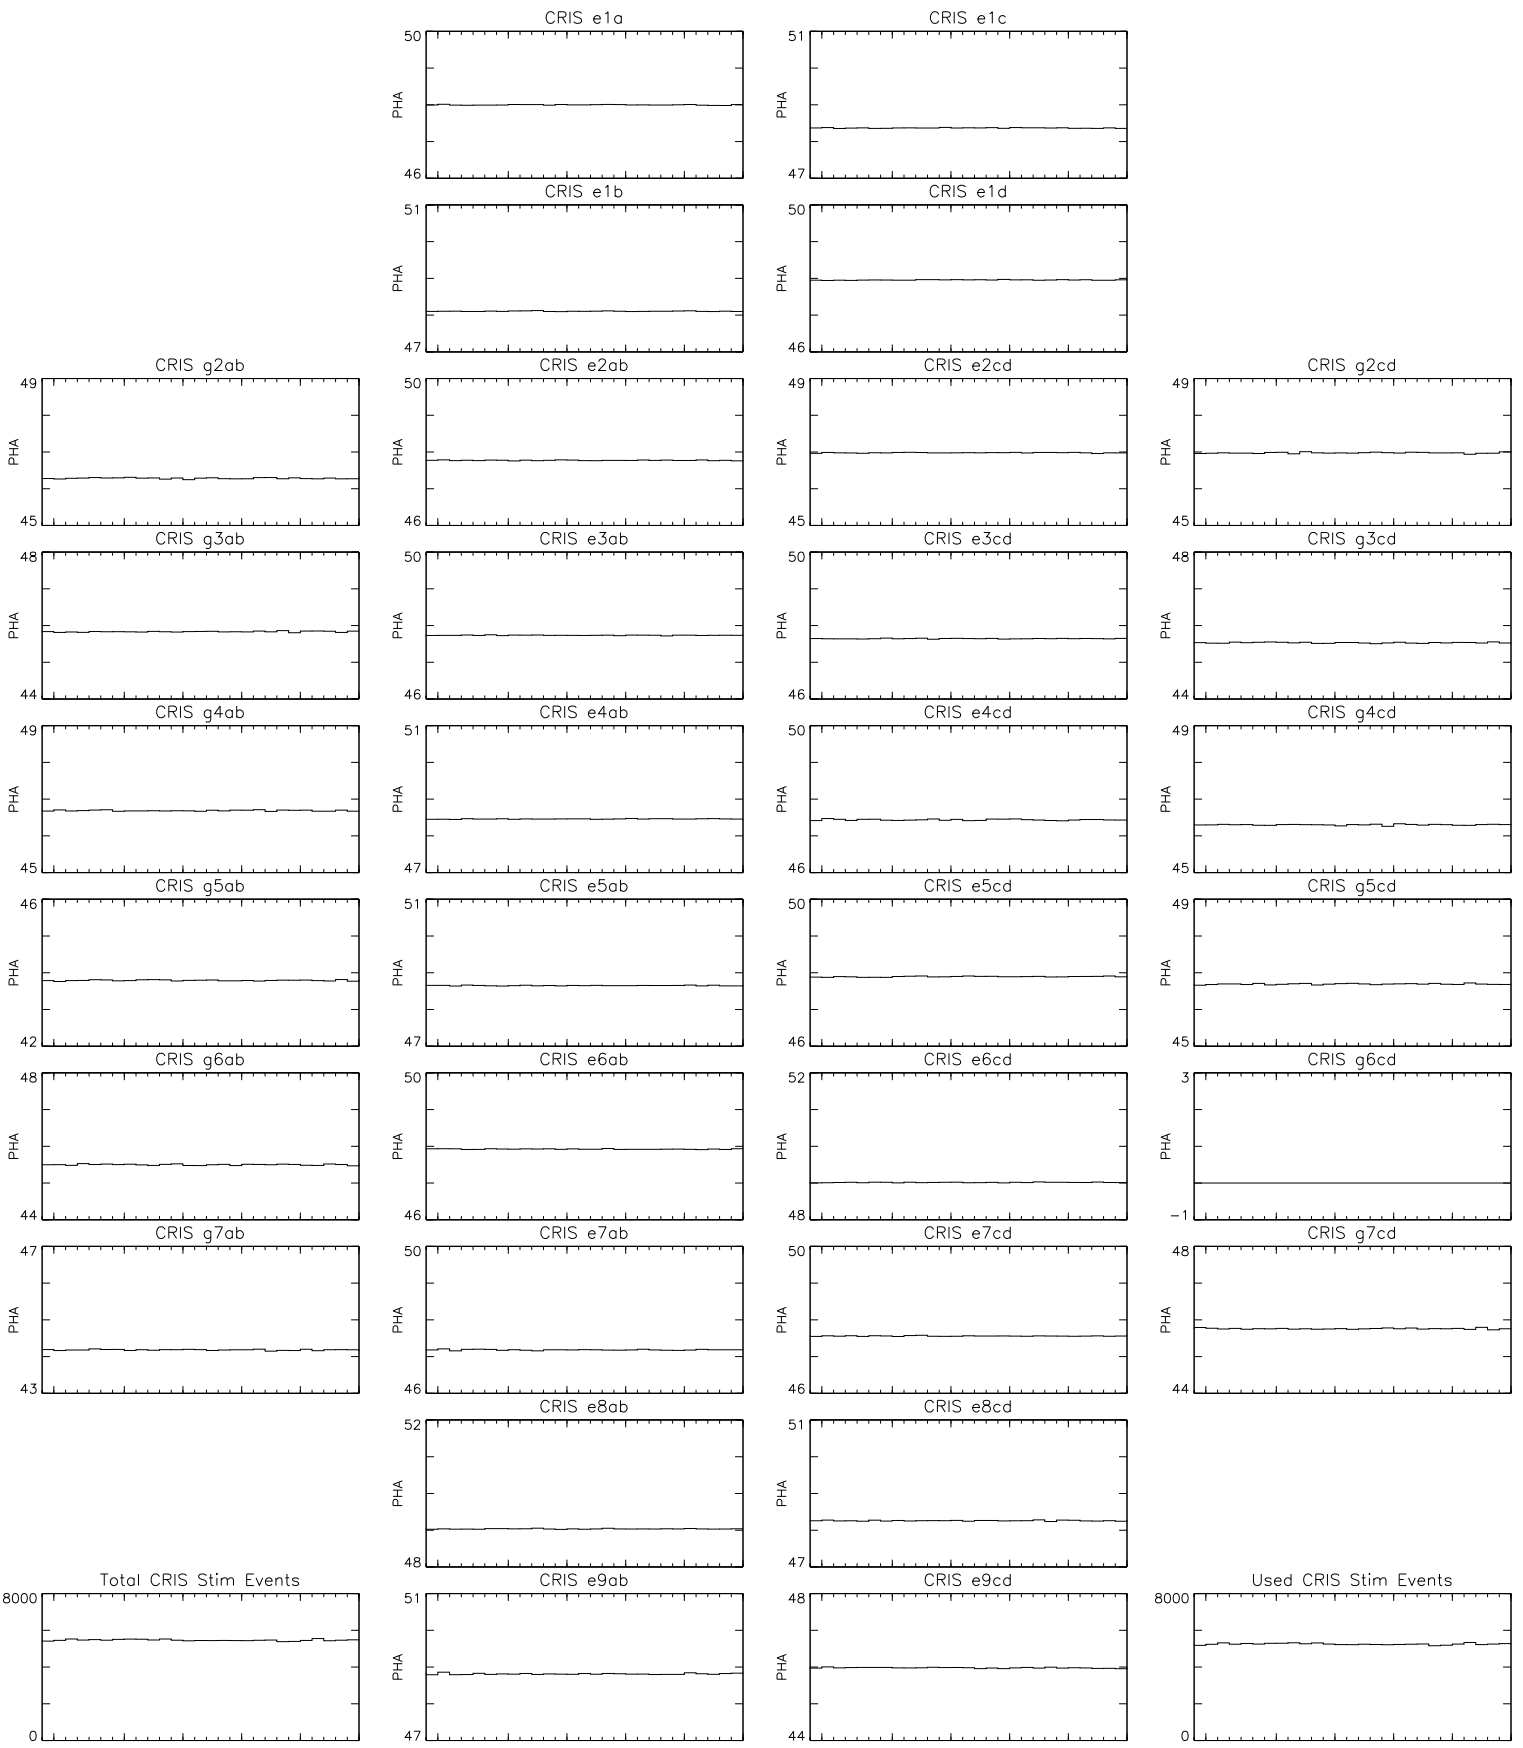 CRIS e1a
CRIS e1c
50
PHA
46
51
PHA
47
CRIS e1b
CRIS e1d
51
PHA
47
50
PHA
46
CRIS g2ab
CRIS e2ab
CRIS e2cd
CRIS g2cd
49
PHA
45
50
PHA
46
49
PHA
45
49
PHA
45
CRIS g3ab
CRIS e3ab
CRIS e3cd
CRIS g3cd
48
PHA
44
50
PHA
46
50
PHA
46
48
PHA
44
CRIS g4ab
CRIS e4ab
CRIS e4cd
CRIS g4cd
49
PHA
45
51
PHA
47
50
PHA
46
49
PHA
45
CRIS g5ab
CRIS e5ab
CRIS e5cd
CRIS g5cd
46
PHA
42
51
PHA
47
50
PHA
46
49
PHA
45
CRIS g6ab
CRIS e6ab
CRIS e6cd
CRIS g6cd
48
PHA
44
50
PHA
46
52
PHA
48
3
PHA
-1
CRIS g7ab
CRIS e7ab
CRIS e7cd
CRIS g7cd
47
PHA
43
50
PHA
46
50
PHA
46
48
PHA
44
CRIS e8ab
CRIS e8cd
52
PHA
48
51
PHA
47
Total CRIS Stim Events
CRIS e9ab
CRIS e9cd
Used CRIS Stim Events
8000
0
51
PHA
47
48
PHA
44
8000
0